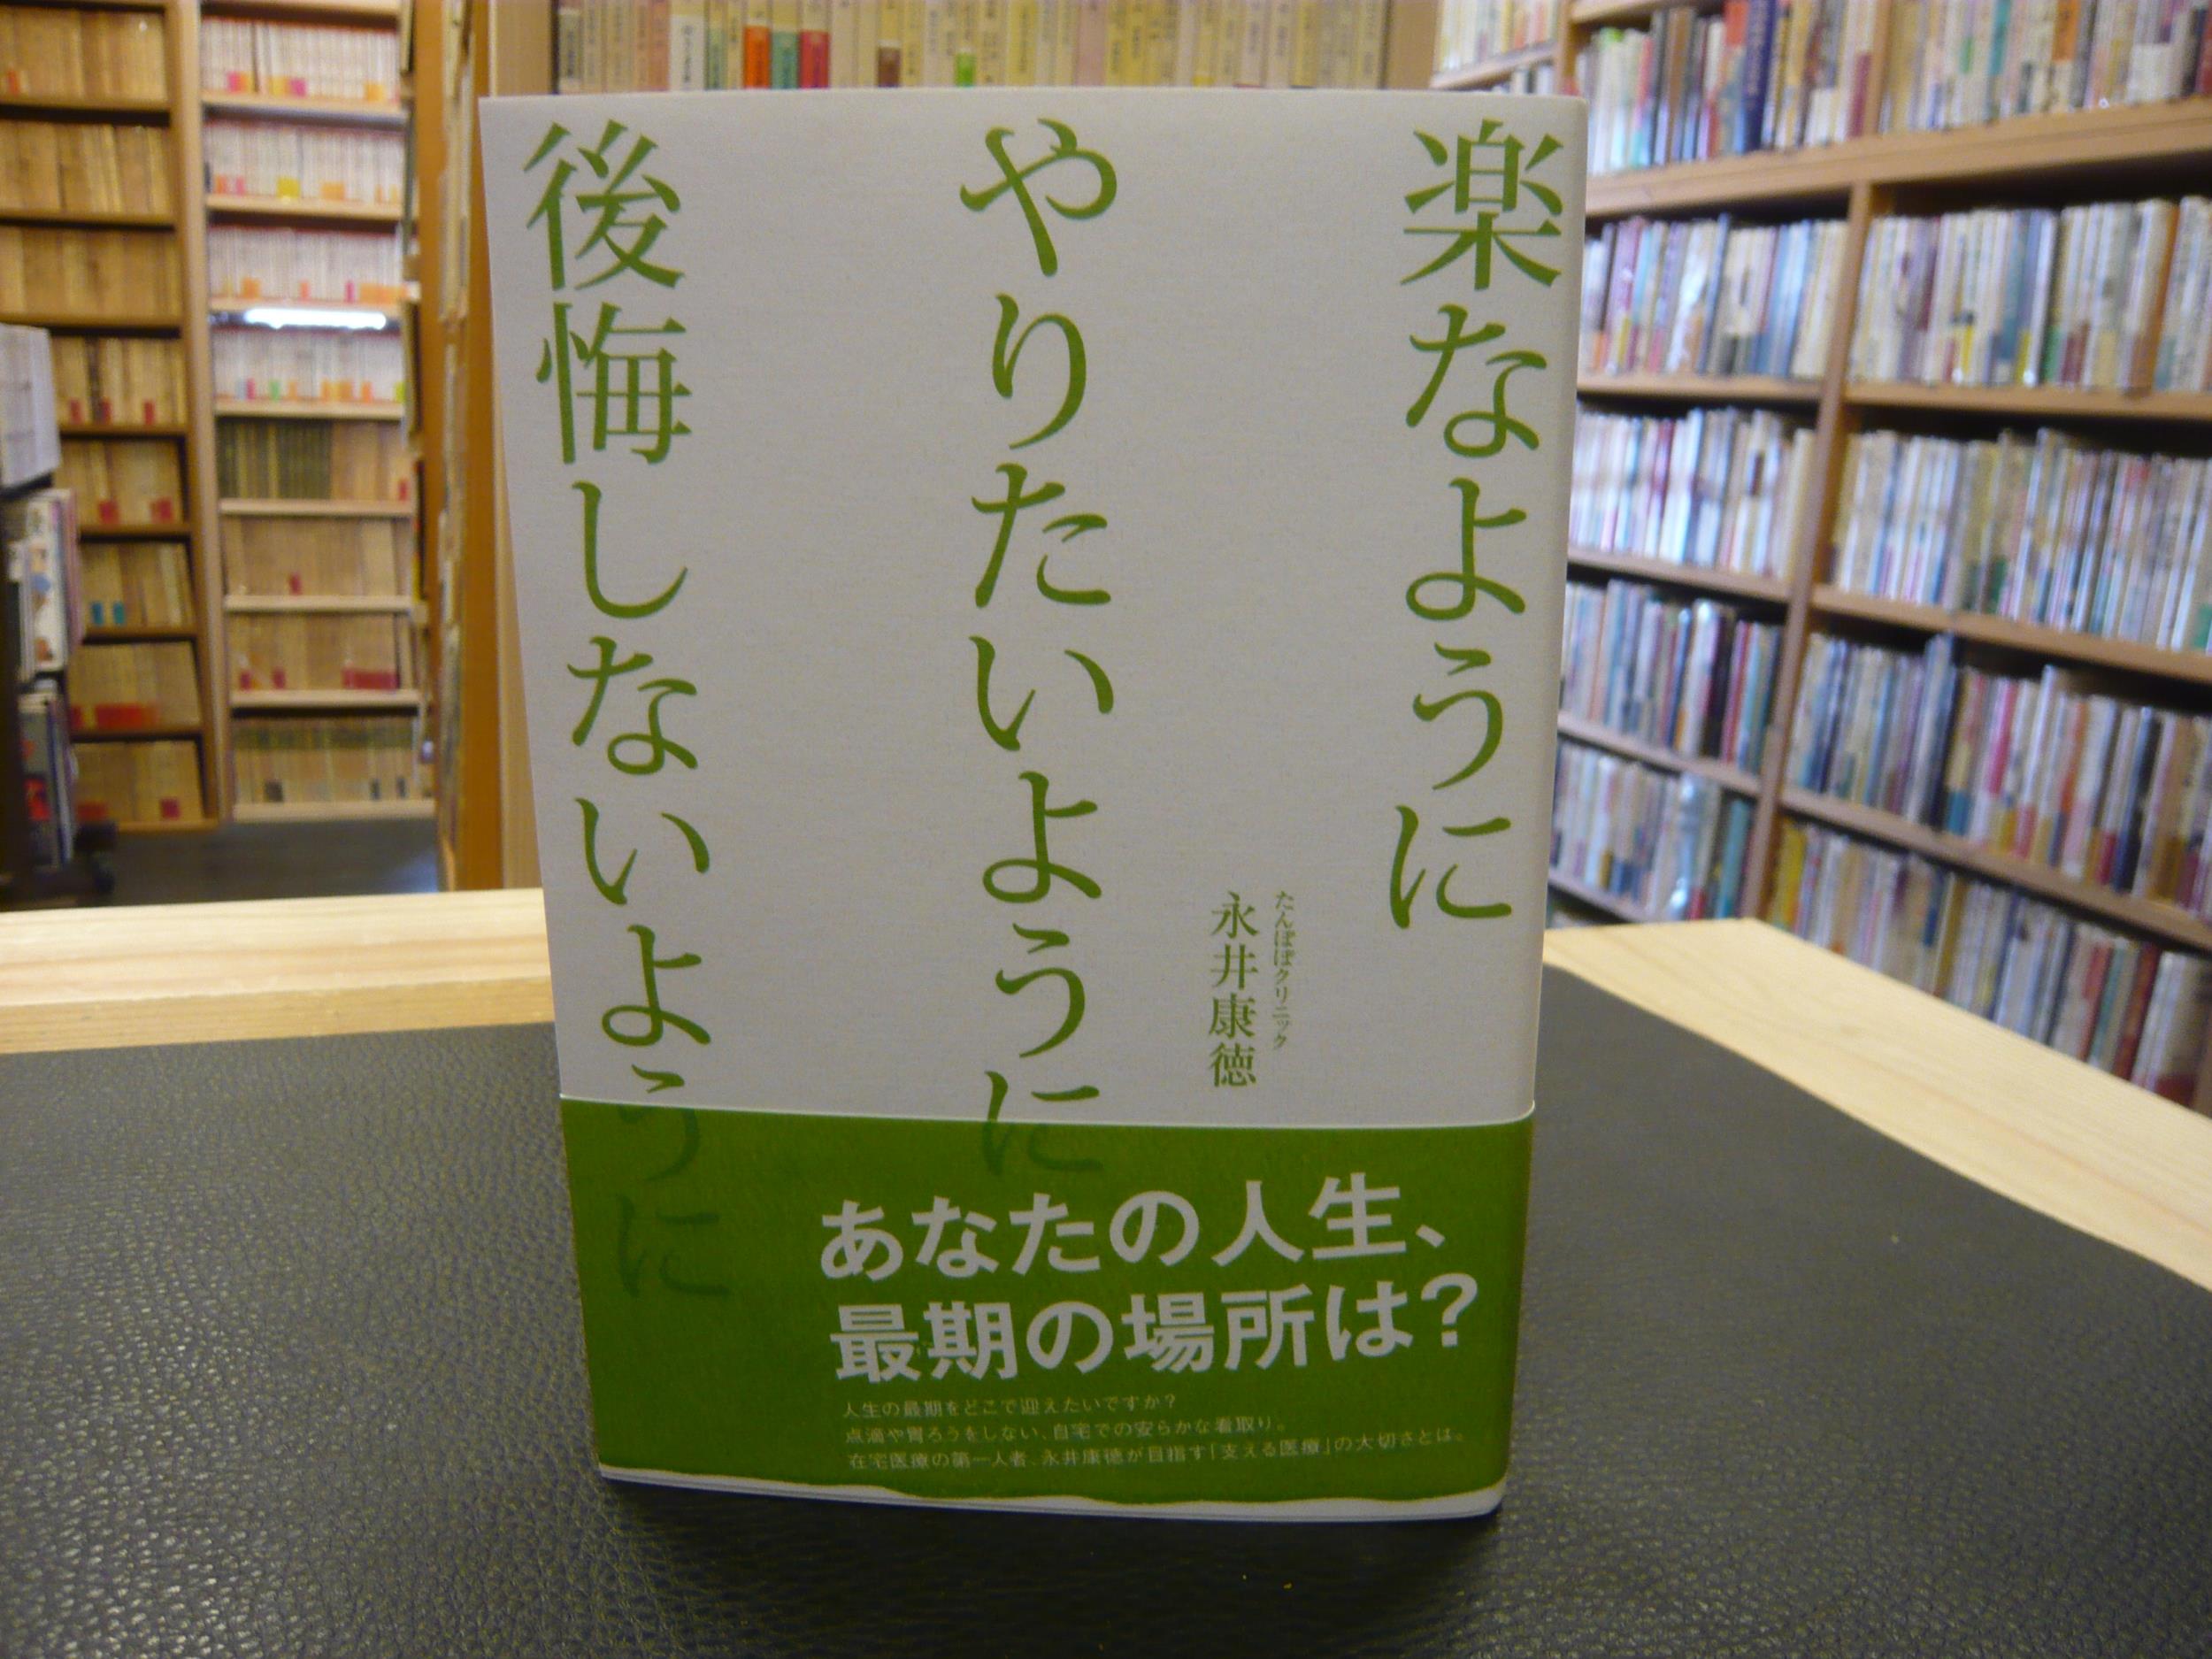 楽なように
やりたいように
後悔しないように
たんぽぽクリニック
永井康徳
あなたの人生、
最期の場所は？
人生の最期をどこで迎えたいですか？
点滴や胃ろうをしない、自宅での安らかな看取り。
在宅医療の第一人者、永井康徳が目指す「支える医療」の大切さとは。